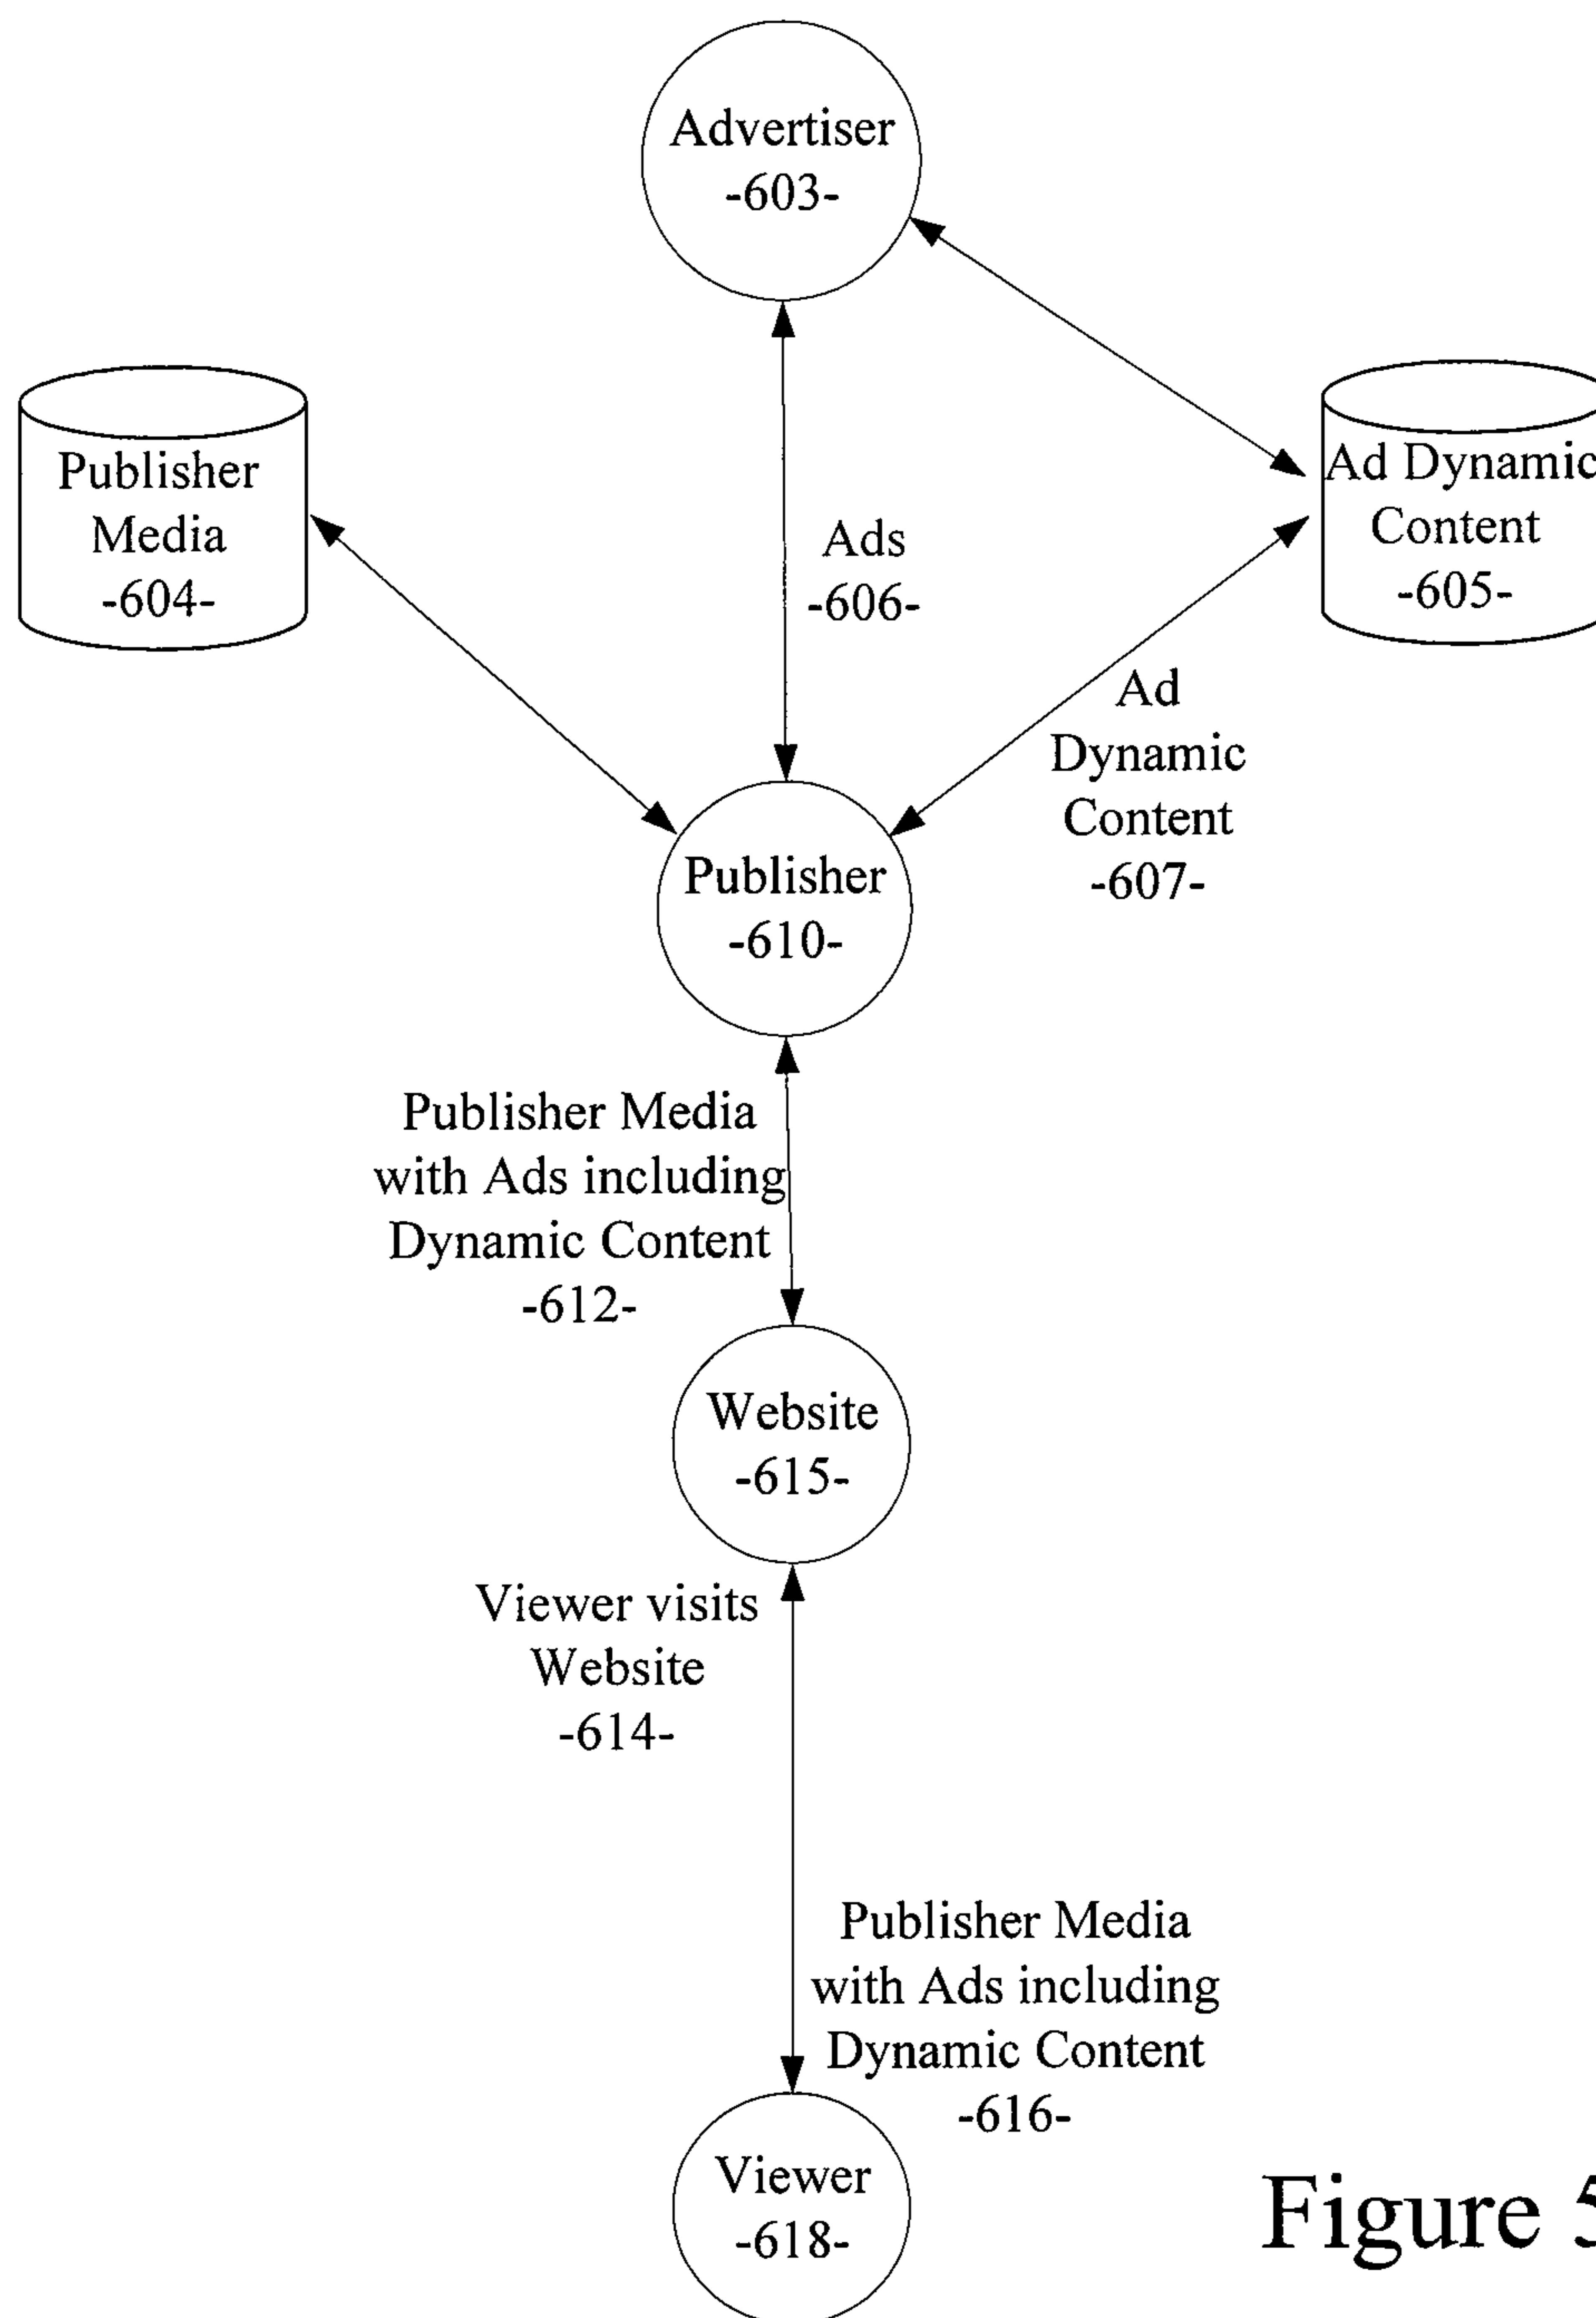 Advertiser
-603-
Publisher
Media
-604-
Ads
-606-
Ad Dynamic
Content
-605-
Ad
Dynamic
Content
-607-
Publisher
-610-
Publisher Media
with Ads including
Dynamic Content
-612-
Website
-615-
Viewer visits
Website
-614-
Publisher Media
with Ads including
Dynamic Content
-616-
Viewer
-618-
Figure 5